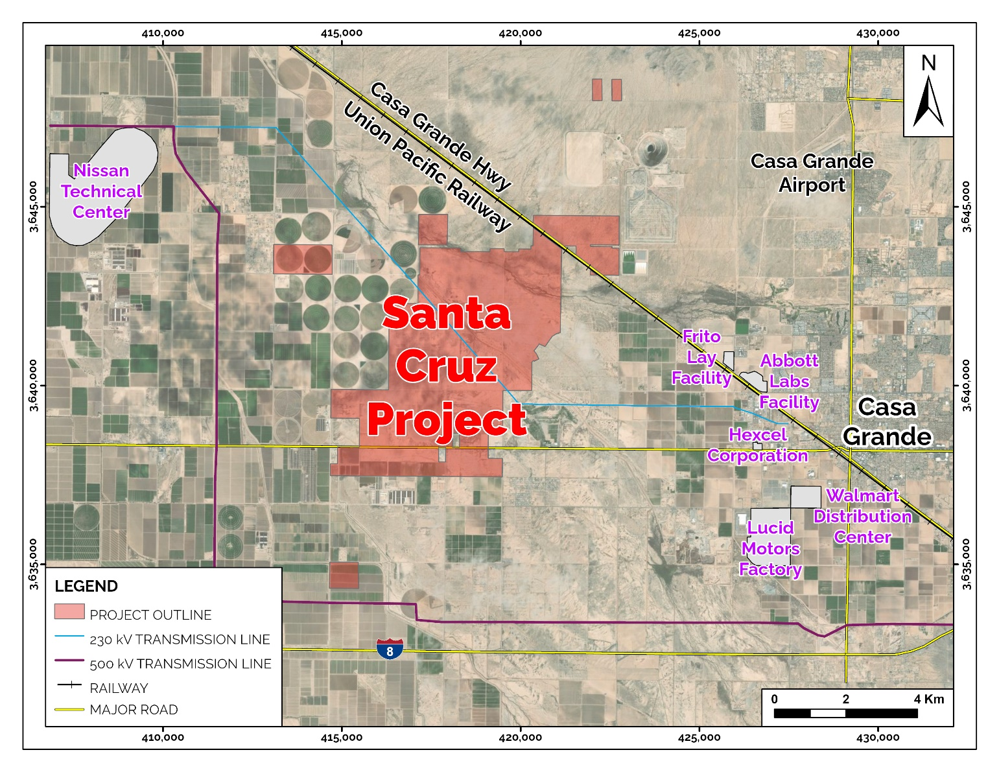 410,000
415,000
420,000
425,000
430,000
N
Casa Grande Hwy
Union Pacific Railway
Casa Grande
Airport
Nissan
Technical
Center
3,645,000
3,645,000
Santa
Cruz
Project
Frito
Lay
Facility
Abbott
Labs
Facility
3,640,000
3,640,000
Casa
Grande
Hexcel
Corporation
Walmart
Distribution
Center
Lucid
Motors
Factory
3,635,000
3,635,000
LEGEND
PROJECT OUTLINE
230 kV TRANSMISSION LINE
500 kV TRANSMISSION LINE
RAILWAY
MAJOR ROAD
8
0 2 4 Km
410,000
415,000
420,000
425,000
430,000